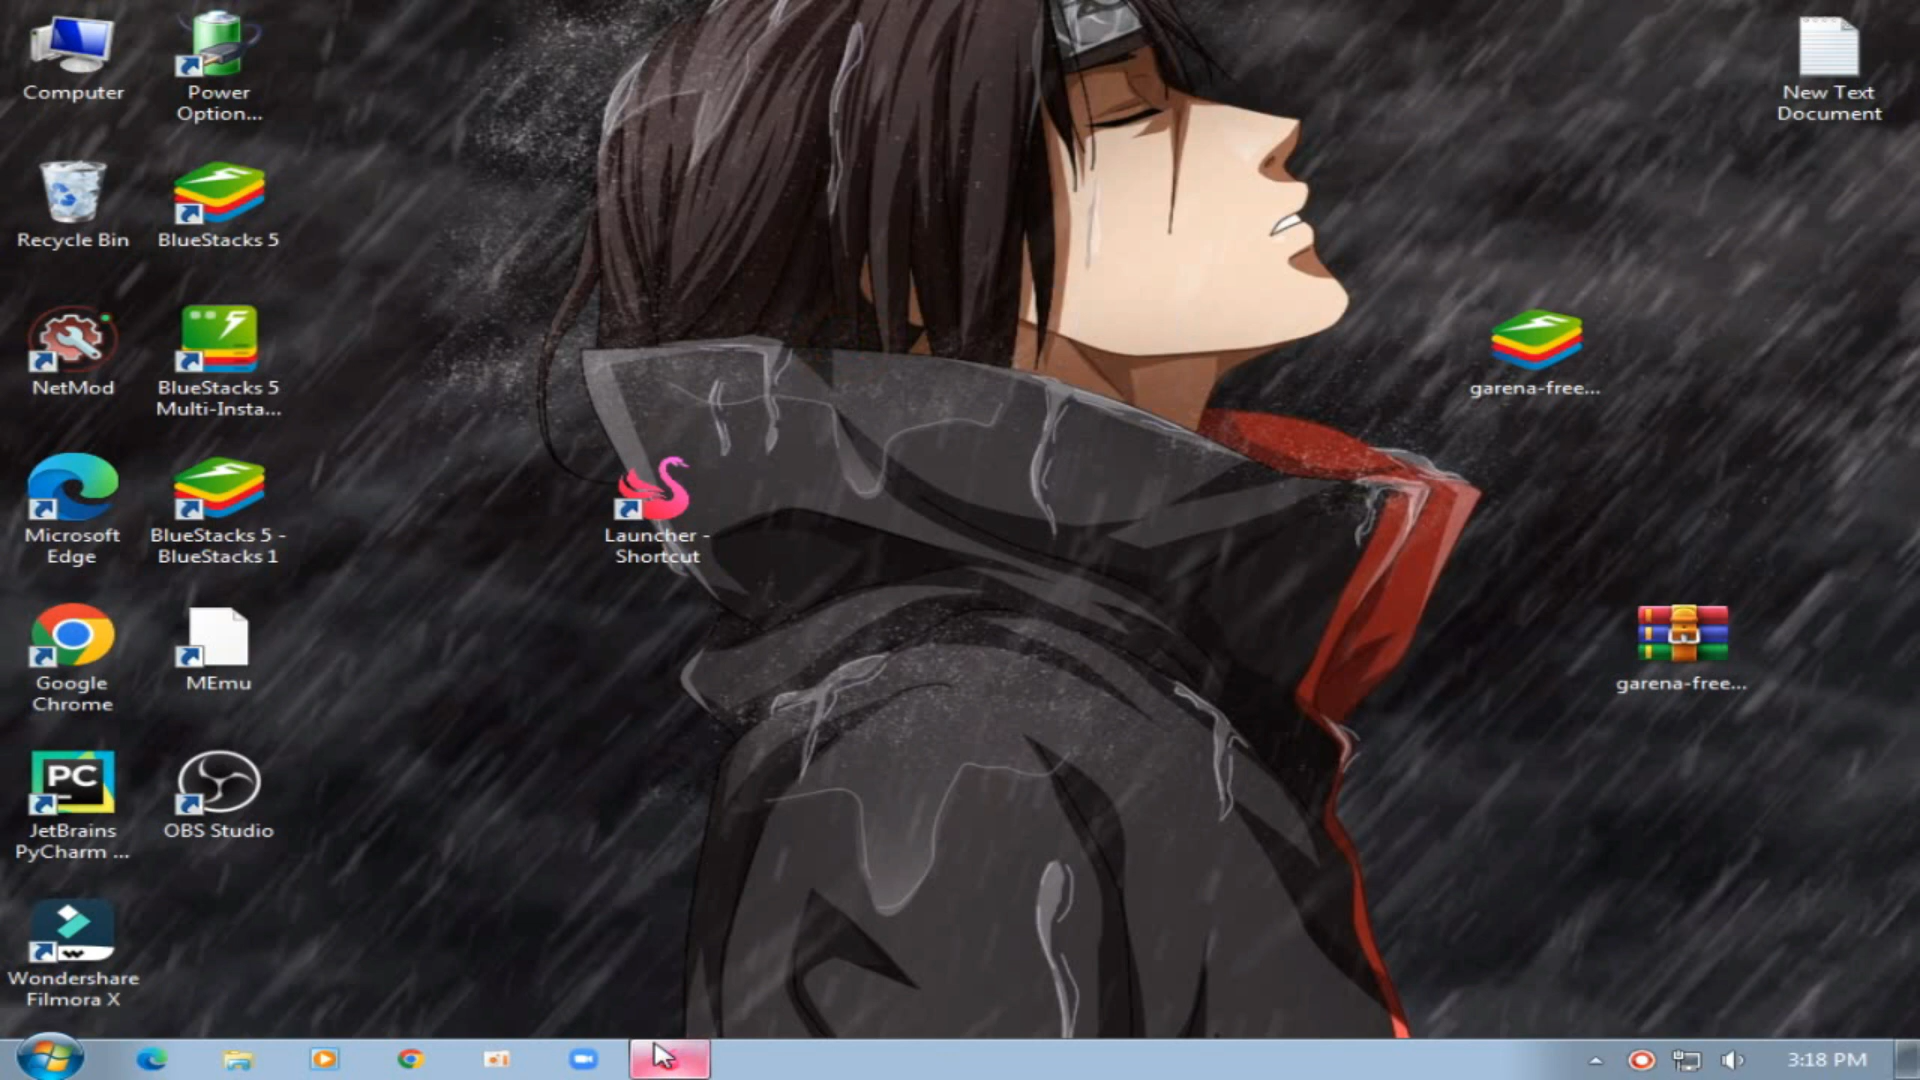 Computer
Power
Option...
New Text
Document
Recycle Bin
BlueStacks 5
NetMod
BlueStacks 5
Multi-Insta...
garena-free...
Microsoft
Edge
BlueStacks 5 -
BlueStacks 1
Launcher -
Shortcut
Google
Chrome
MEmu
garena-free...
PC
JetBrains
PyCharm ...
OBS Studio
Wondershare
Filmora X
3:18 PM